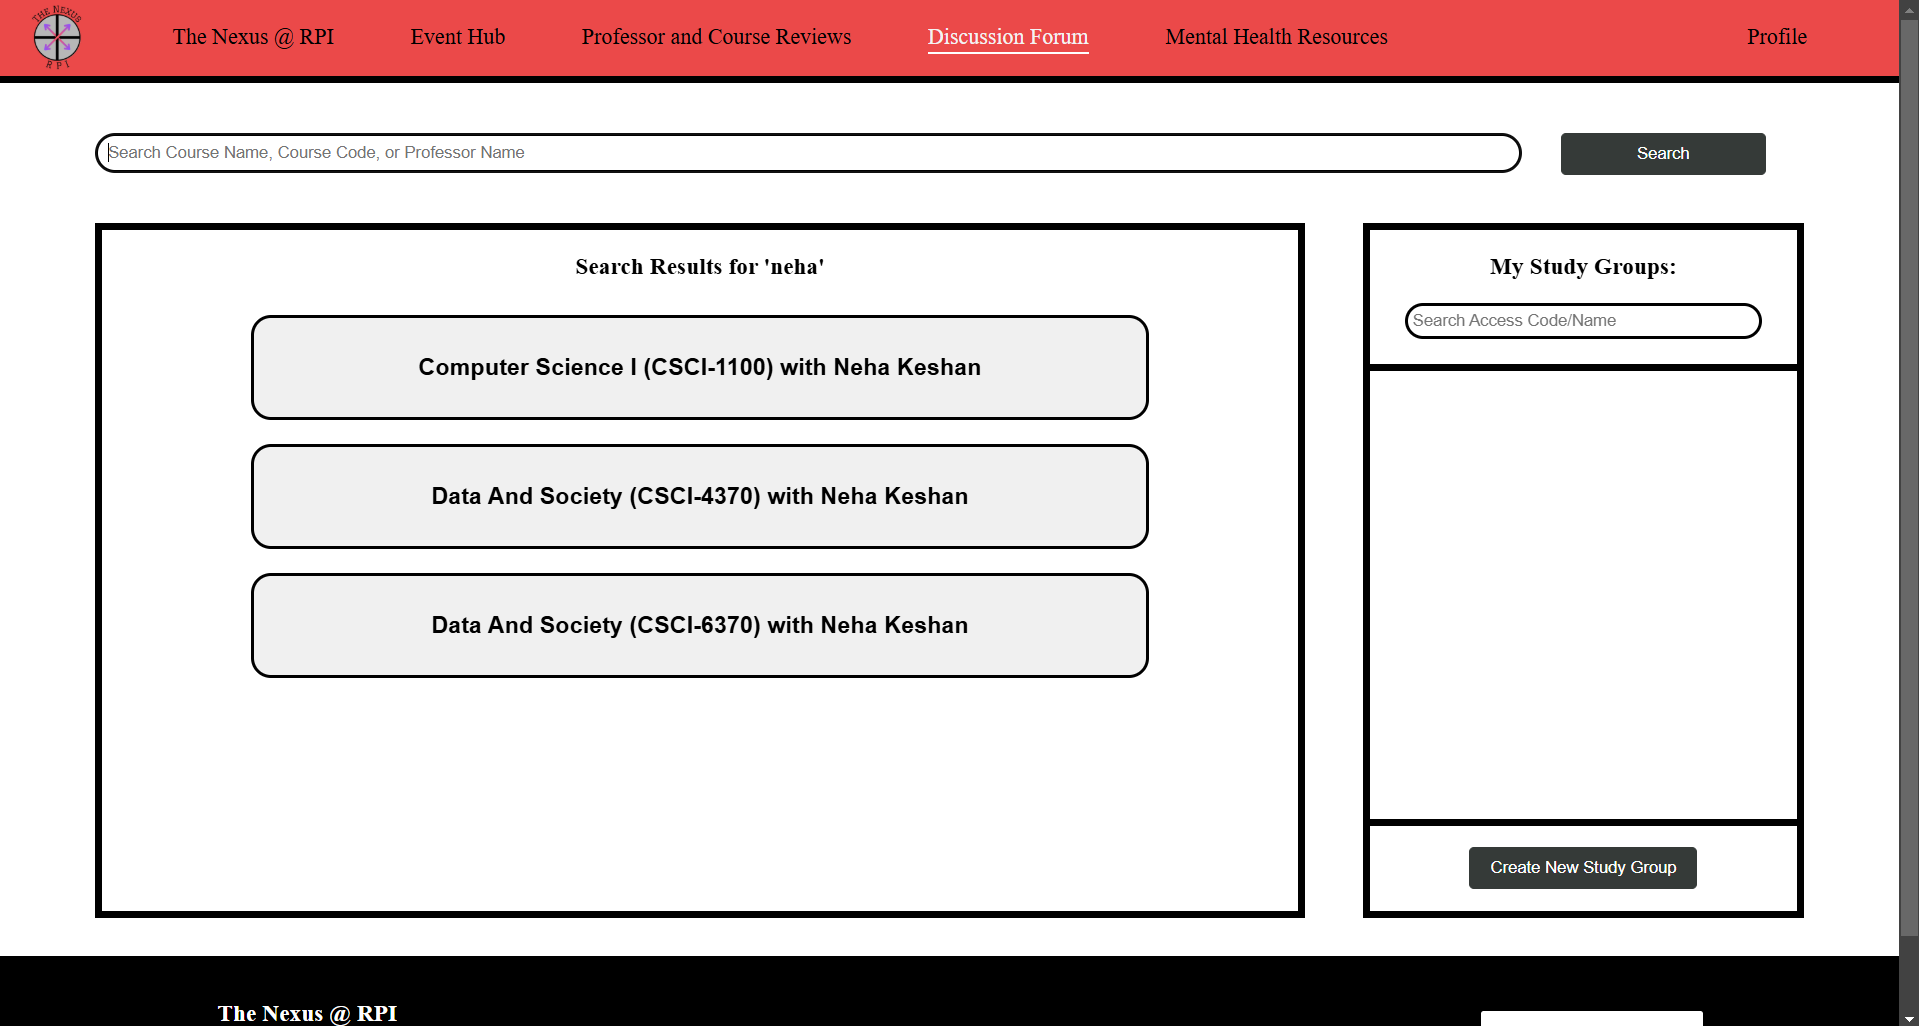 THE NEXUS
RPI
The Nexus @ RPI
Event Hub
Professor and Course Reviews
Discussion Forum
Mental Health Resources
Profile
Search Course Name, Course Code, or Professor Name
Search
Search Results for 'neha'
Computer Science I (CSCI-1100) with Neha Keshan
Data And Society (CSCI-4370) with Neha Keshan
Data And Society (CSCI-6370) with Neha Keshan
My Study Groups:
Search Access Code/Name
Create New Study Group
The Nexus @ RPI